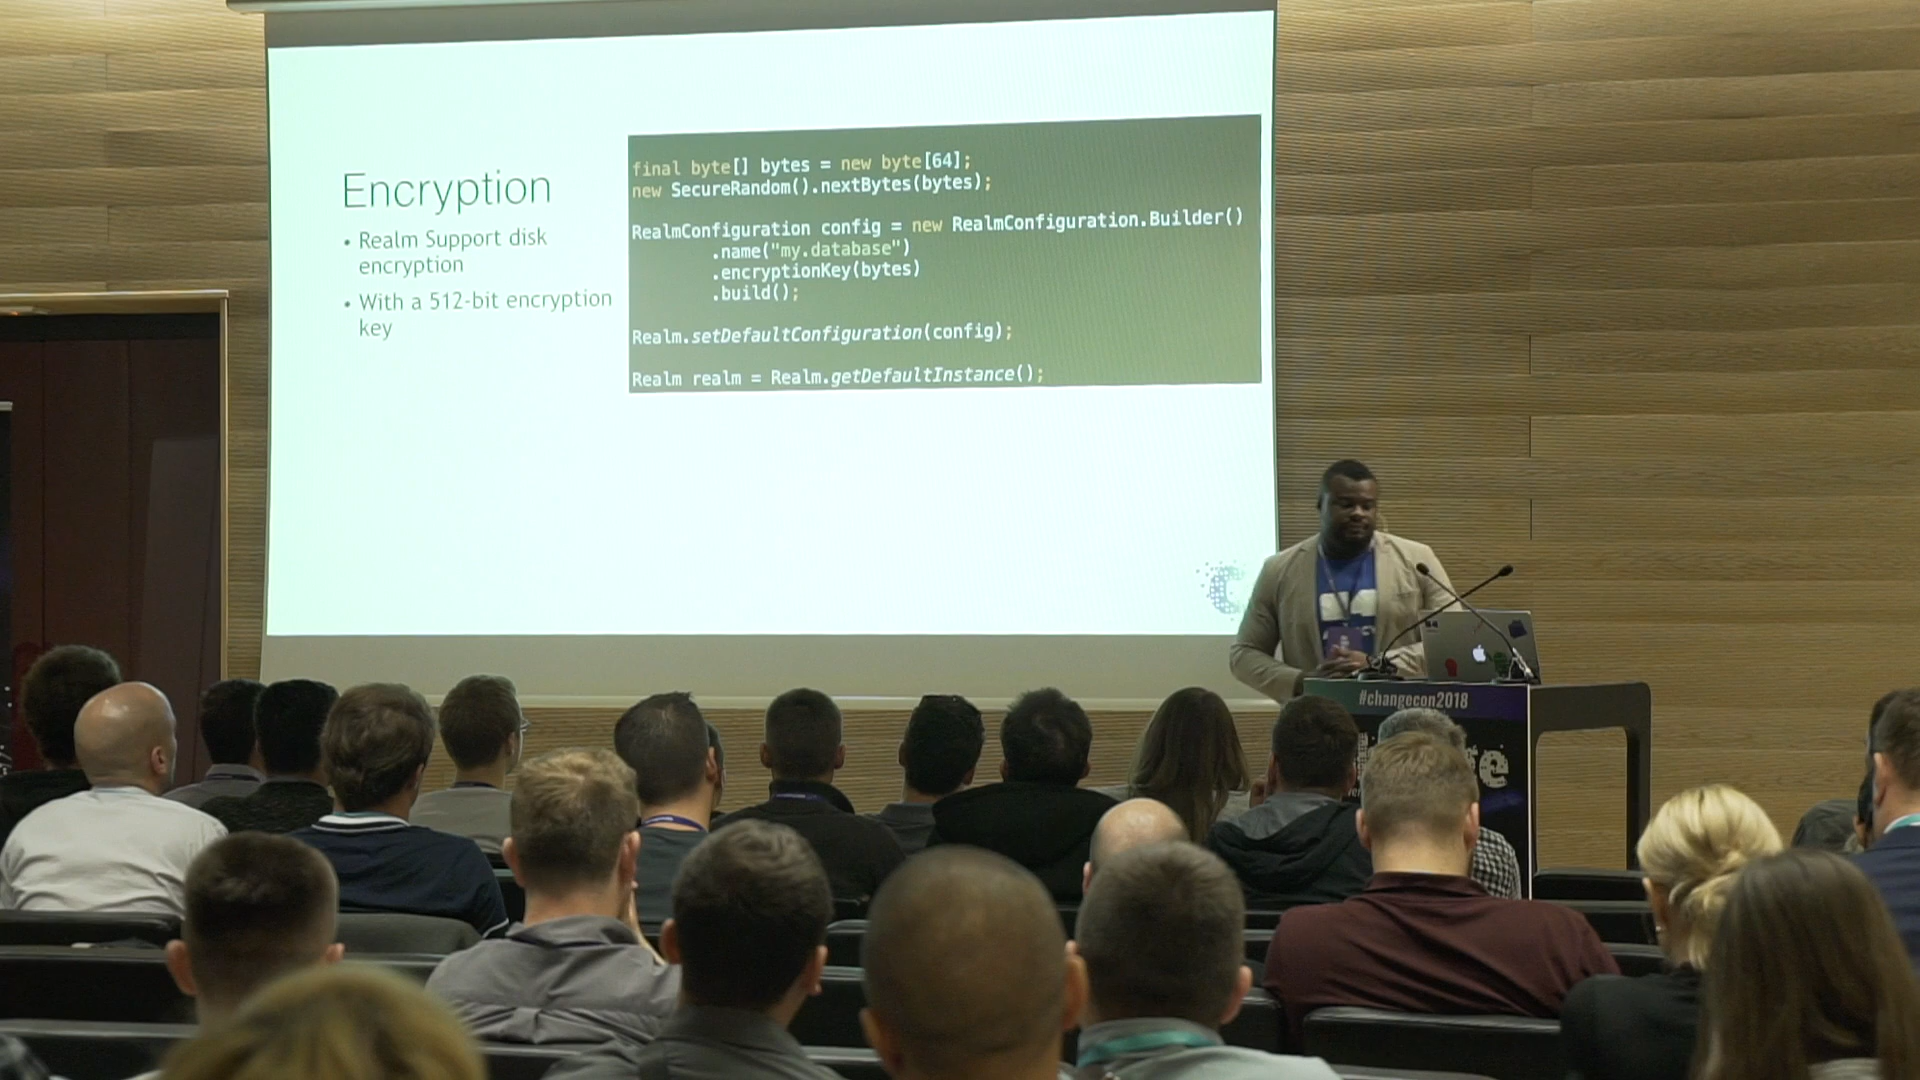 Encryption
• Realm Support disk
encryption
• With a 512-bit encryption
key
final byte[] bytes = new byte[64];
new SecureRandom().nextBytes(bytes);
RealmConfiguration config = new RealmConfiguration.Builder()
.name("my.database")
.encryptionKey(bytes)
.build();
Realm.setDefaultConfiguration(config);
Realm realm = Realm.getDefaultInstance();
#changecon2018